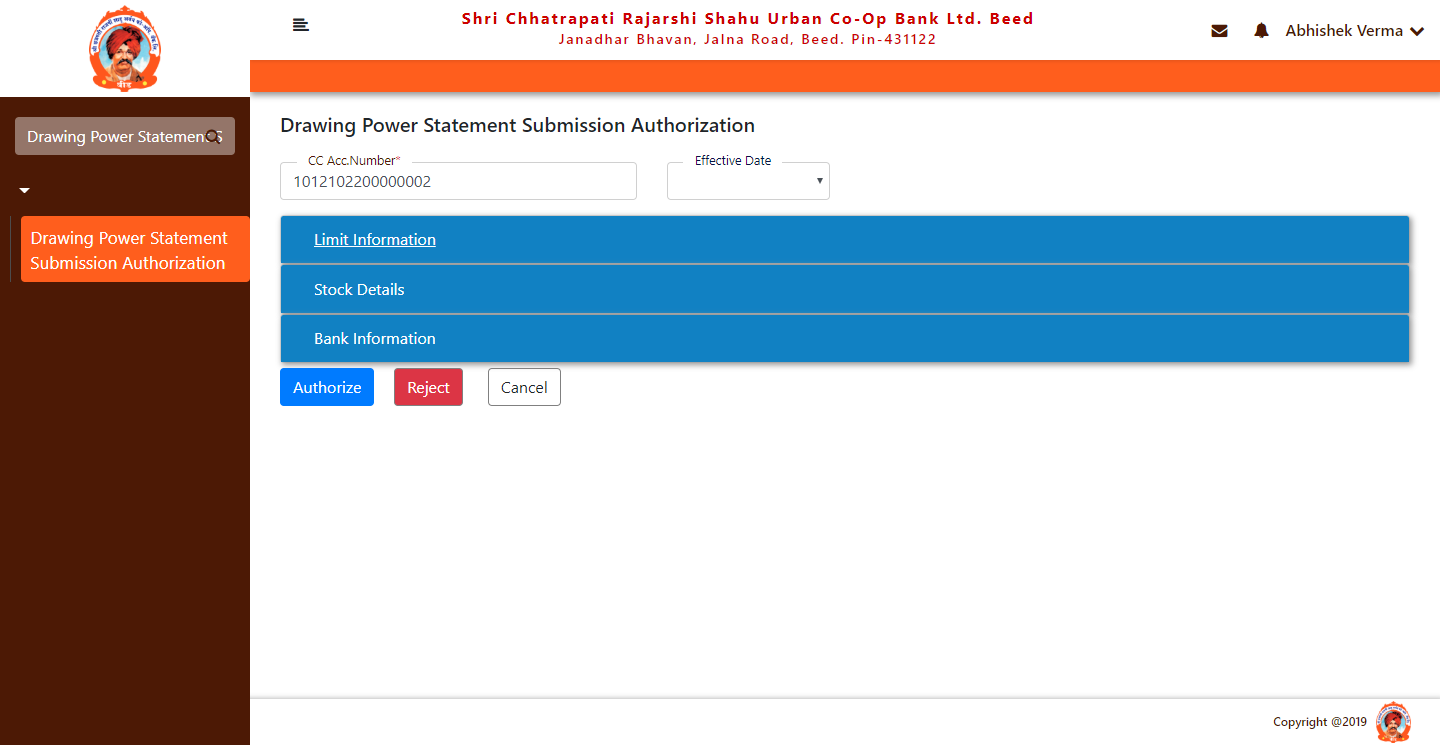 Shri Chhatrapati Rajarshi Shahu Urban Co-Op Bank Ltd. Beed
Janadhar Bhavan, Jalna Road, Beed. Pin-431122
Abhishek Verma
बीड
Drawing Power Statement S
Drawing Power Statement
Submission Authorization
Drawing Power Statement Submission Authorization
CC Acc.Number*
Effective Date
1012102200000002
Limit Information
Stock Details
Bank Information
Authorize
Reject
Cancel
Copyright @2019